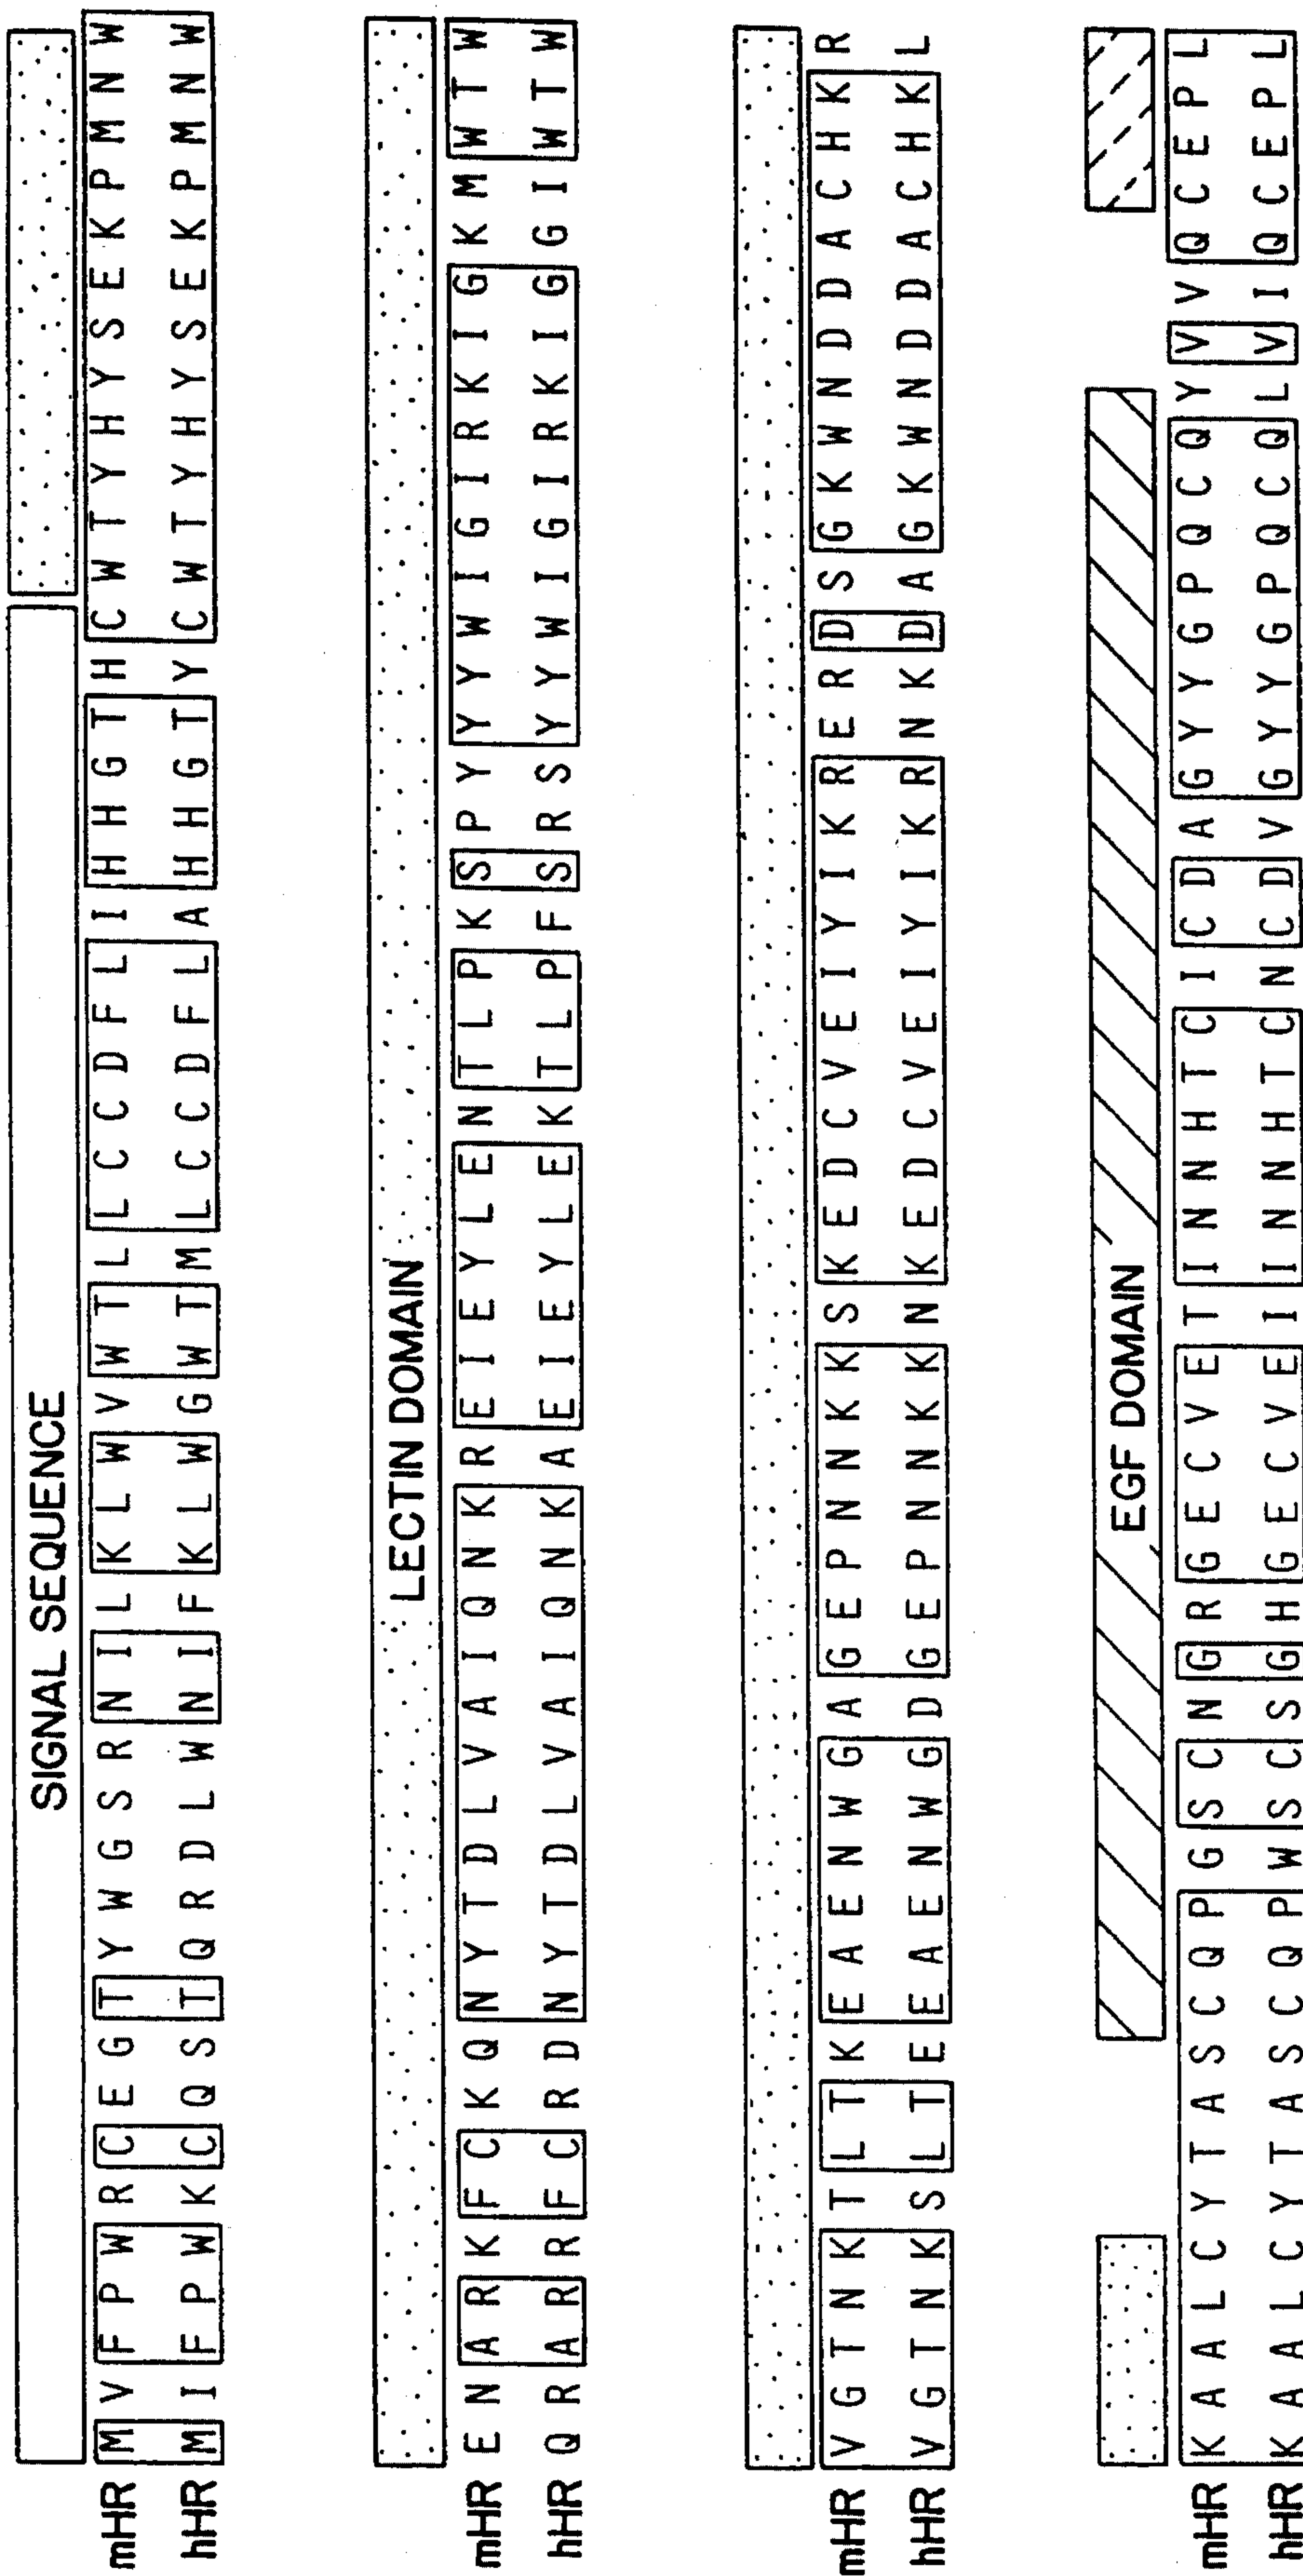 SIGNAL SEQUENCE
mHR M V F P W R C E G T Y W G S R N I L K L W V W T L L C C D F L I H H G T H C W T Y H Y S E K P M N W
hHR M I F P W K C Q S T Q R D L W N I F K L W G W T M L C C D F L A H H G T Y C W T Y H Y S E K P M N W
LECTIN DOMAIN
mHR E N A R K F C K Q N Y T D L V A I Q N K R E I E Y L E N T L P K S P Y Y Y W I G I R K I G K M W T W
hHR Q R A R R F C R D N Y T D L V A I Q N K A E I E Y L E K T L P F S R S Y Y W I G I R K I G G I W T W
mHR V G T N K T L T K E A E N W G A G E P N N K K S K E D C V E I Y I K R E R D S G K W N D D A C H K R
hHR V G T N K S L T E E A E N W G D G E P N N K K N K E D C V E I Y I K R N K D A G K W N D D A C H K L
EGF DOMAIN
mHR K A A L C Y T A S C Q P G S C N G R G E C V E T I N N H T C I C D A G Y Y G P Q C Q Y V V Q C E P L
hHR K A A L C Y T A S C Q P W S C S G H G E C V E I I N N H T C N C D V G Y Y G P Q C Q L V I Q C E P L